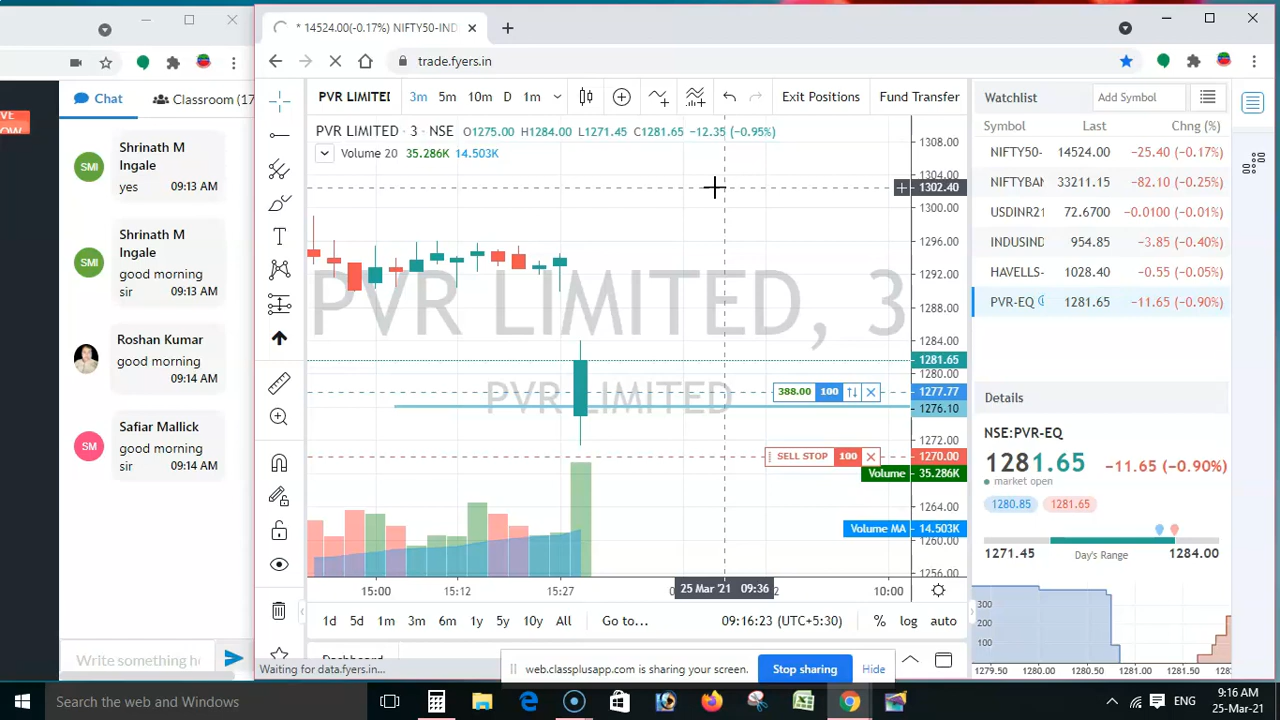 * 14524.00(-0.17%) NIFTY50-IND
trade.fyers.in
VE
Chat
Classroom (17
Shrinath M
Ingale
yes 09:13 AM
SMI
Shrinath M
Ingale
good morning
sir 09:13 AM
SMI
Roshan Kumar
good morning
09:14 AM
Safiar Mallick
good morning
sir 09:14 AM
SM
Write something he
PVR LIMITED 3m 5m 10m D 1m
Exit Positions Fund Transfer
PVR LIMITED · 3 · NSE O1275.00 H1284.00 L1271.45 C1281.65 −12.35 (−0.95%)
Volume 20 35.286K 14.503K
PVR LIMITED, 3
PVR LIMITED
1308.00
1304.00
1302.40
1300.00
1296.00
1292.00
1288.00
1284.00
1281.65
1280.00
388.00 100 1277.77
1276.10
1272.00
SELL STOP 100 1270.00
Volume 35.286K
1264.00
Volume MA 14.503K
1260.00
1256.00
15:00 15:12 15:27 25 Mar '21 09:36 10:00
1d 5d 1m 3m 6m 1y 5y 10y All Go to... 09:16:23 (UTC+5:30) % log auto
Waiting for data.fyers.in...
web.classplusapp.com is sharing your screen. Stop sharing Hide
Watchlist Add Symbol
Symbol Last Chng (%)
NIFTY50- 14524.00 -25.40 (-0.17%)
NIFTYBAN 33211.15 -82.10 (-0.25%)
USDINR21 72.6700 -0.0100 (-0.01%)
INDUSIND 954.85 -3.85 (-0.40%)
HAVELLS- 1028.40 -0.55 (-0.05%)
PVR-EQ 1281.65 -11.65 (-0.90%)
Details
NSE:PVR-EQ
1281.65 -11.65 (-0.90%)
market open
1280.85 1281.65
1271.45 Day's Range 1284.00
300
200
100
1279.50 1280.00 1280.50 1281.00 1281.50
Search the web and Windows
ENG
9:16 AM
25-Mar-21